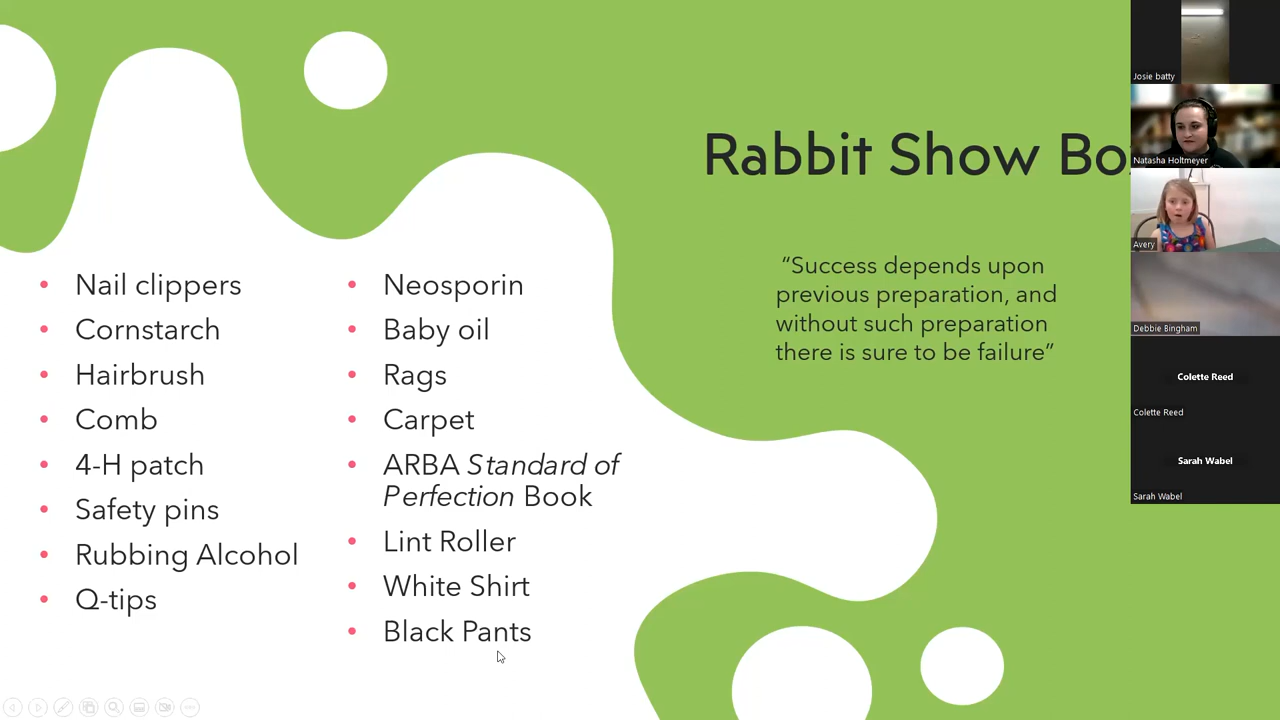 Rabbit Show Bo
“Success depends upon
previous preparation, and
without such preparation
there is sure to be failure”
Nail clippers
Cornstarch
Hairbrush
Comb
4-H patch
Safety pins
Rubbing Alcohol
Q-tips
Neosporin
Baby oil
Rags
Carpet
ARBA Standard of
Perfection Book
Lint Roller
White Shirt
Black Pants
Josie batty
Natasha Holtmeyer
Avery
Debbie Bingham
Colette Reed
Colette Reed
Sarah Wabel
Sarah Wabel